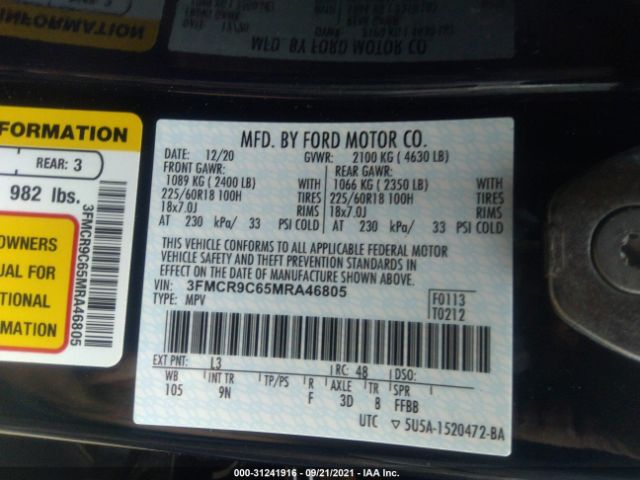 INFORMATION
MFD. BY FORD MOTOR CO.
12/20
FORMATION
REAR: 3
982 lbs.
3FMCR9C65MRA46805
OWNERS
UAL FOR
TIONAL
MATION
MFD. BY FORD MOTOR CO.
DATE: 12/20 GVWR: 2100 KG ( 4630 LB)
FRONT GAWR: REAR GAWR:
1089 KG ( 2400 LB) WITH 1066 KG ( 2350 LB) WITH
225/60R18 100H TIRES 225/60R18 100H TIRES
18x7.0J RIMS 18x7.0J RIMS
AT 230 kPa/ 33 PSI COLD AT 230 kPa/ 33 PSI COLD
THIS VEHICLE CONFORMS TO ALL APPLICABLE FEDERAL MOTOR
VEHICLE SAFETY AND THEFT PREVENTION STANDARDS IN
EFFECT ON THE DATE OF MANUFACTURE SHOWN ABOVE.
VIN: 3FMCR9C65MRA46805
TYPE: MPV
F0113
T0212
EXT PNT: L3 RC: 48 DSO:
WB INT TR TP/PS R AXLE TR SPR
105 9N F 3D 8 FFBB
UTC ▽ 5U5A-1520472-BA
000-31241916 - 09/21/2021 - IAA Inc.